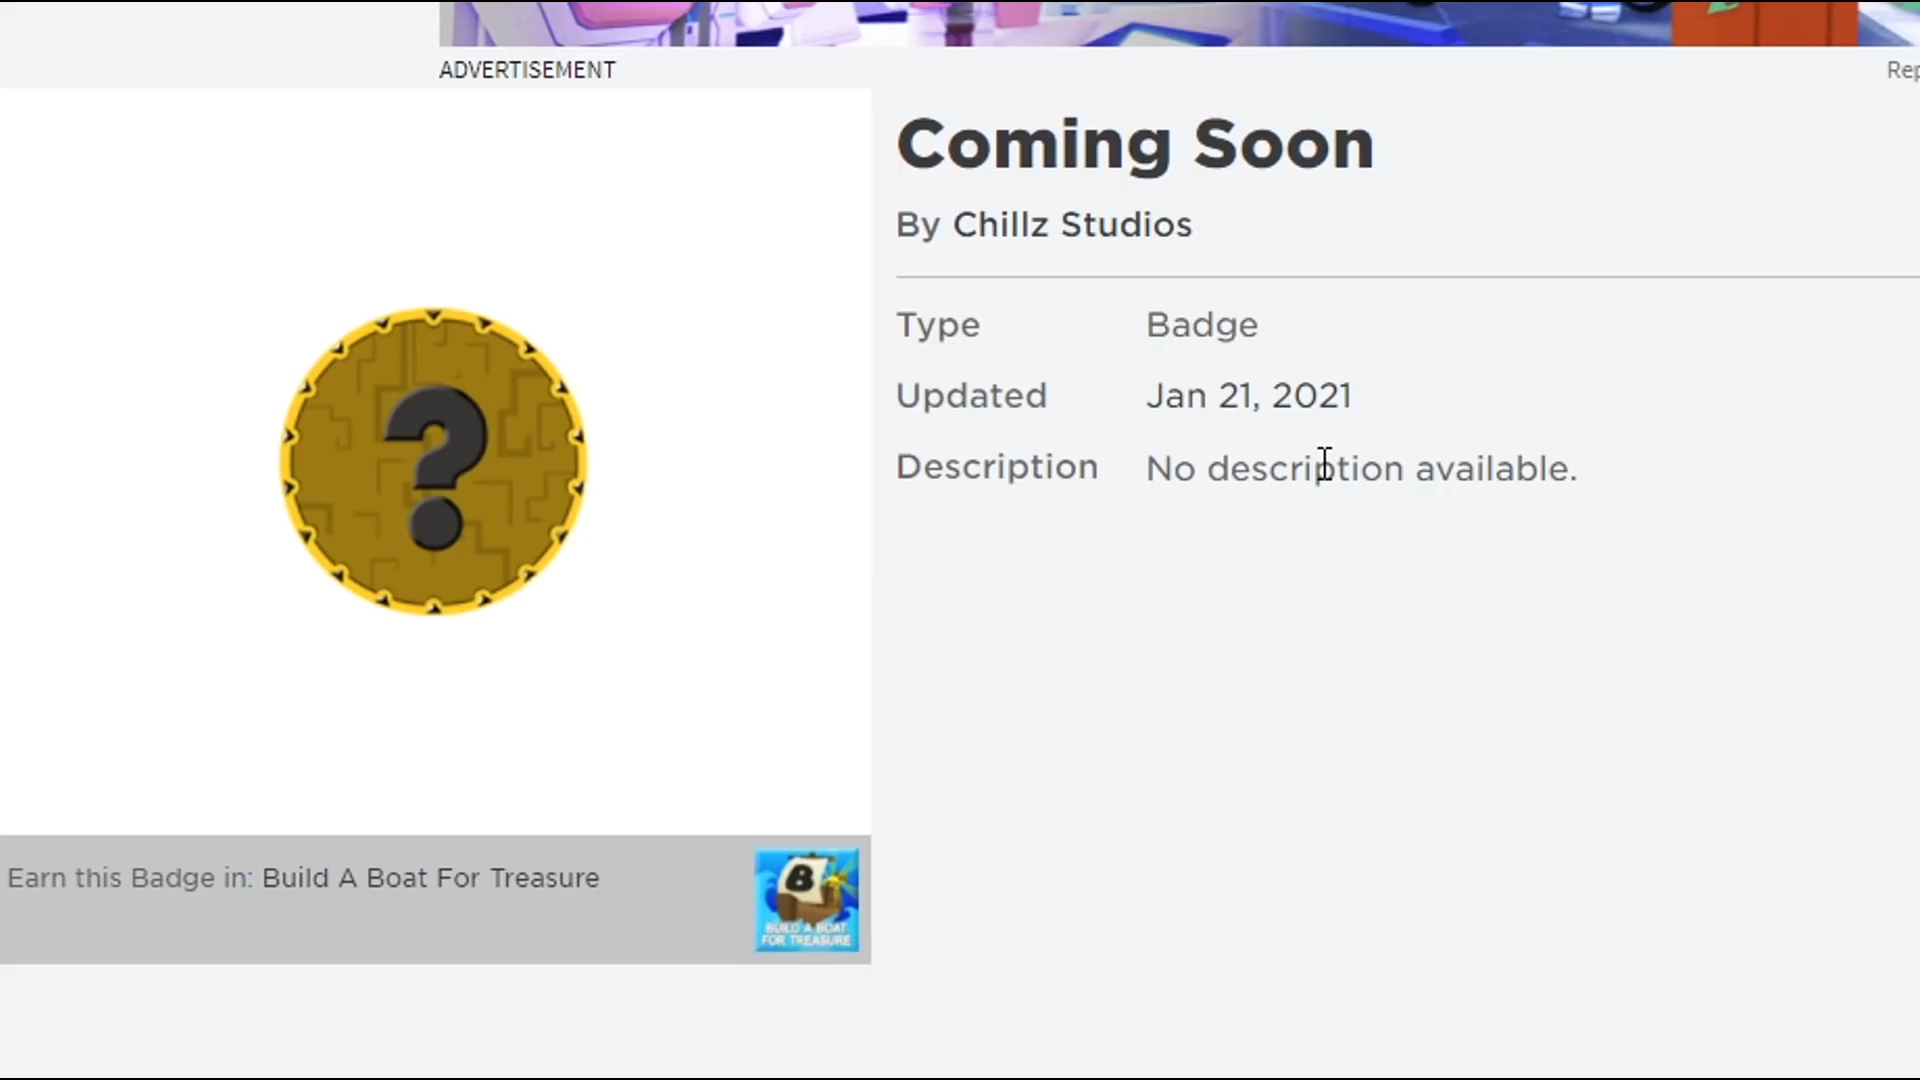 ADVERTISEMENT
Rep
Coming Soon
By Chillz Studios
Type Badge
Updated Jan 21, 2021
Description No description available.
?
Earn this Badge in: Build A Boat For Treasure
B
BUILD A BOAT
FOR TREASURE